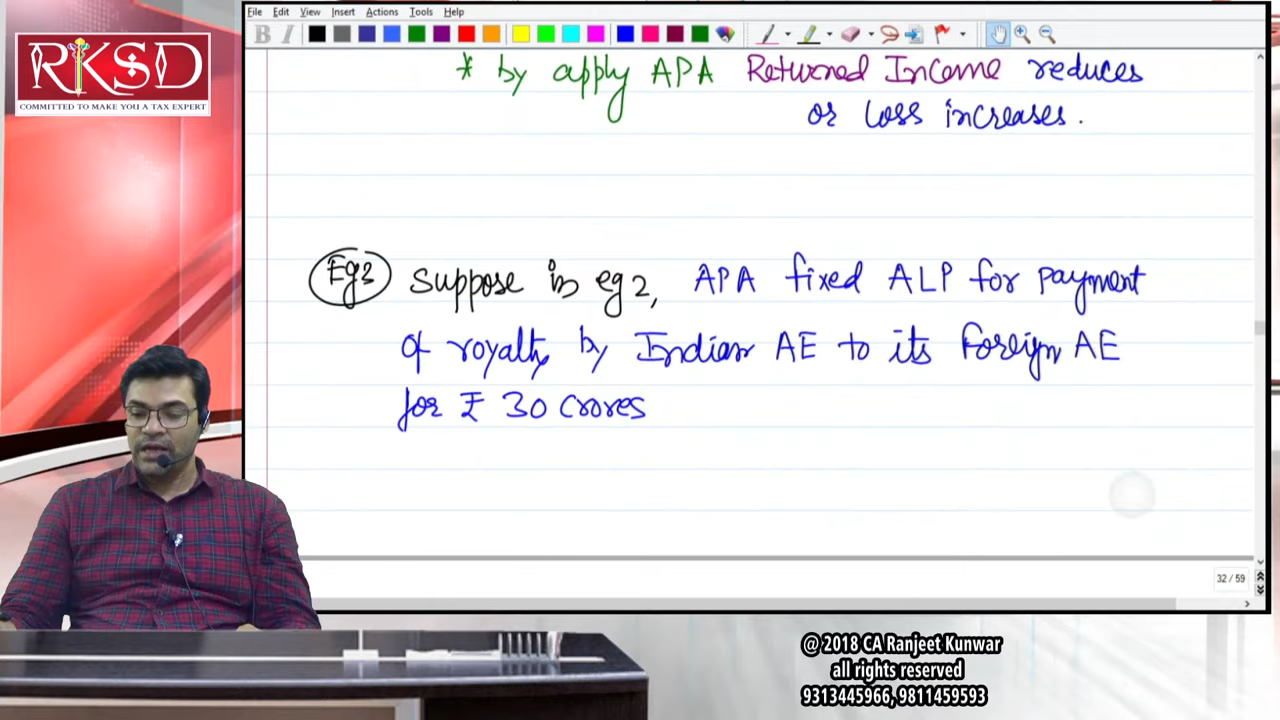 File Edit View Insert Actions Tools Help
B I
RKSD
COMMITTED TO MAKE YOU A TAX EXPERT
* by apply APA Returned Income reduces
or loss increases.
Eg3 Suppose in eg 2, APA fixed ALP for payment
of royalty by Indian AE to its Foreign AE
for ₹ 30 Crores
32 / 59
@ 2018 CA Ranjeet Kunwar
all rights reserved
9313445966, 9811459593